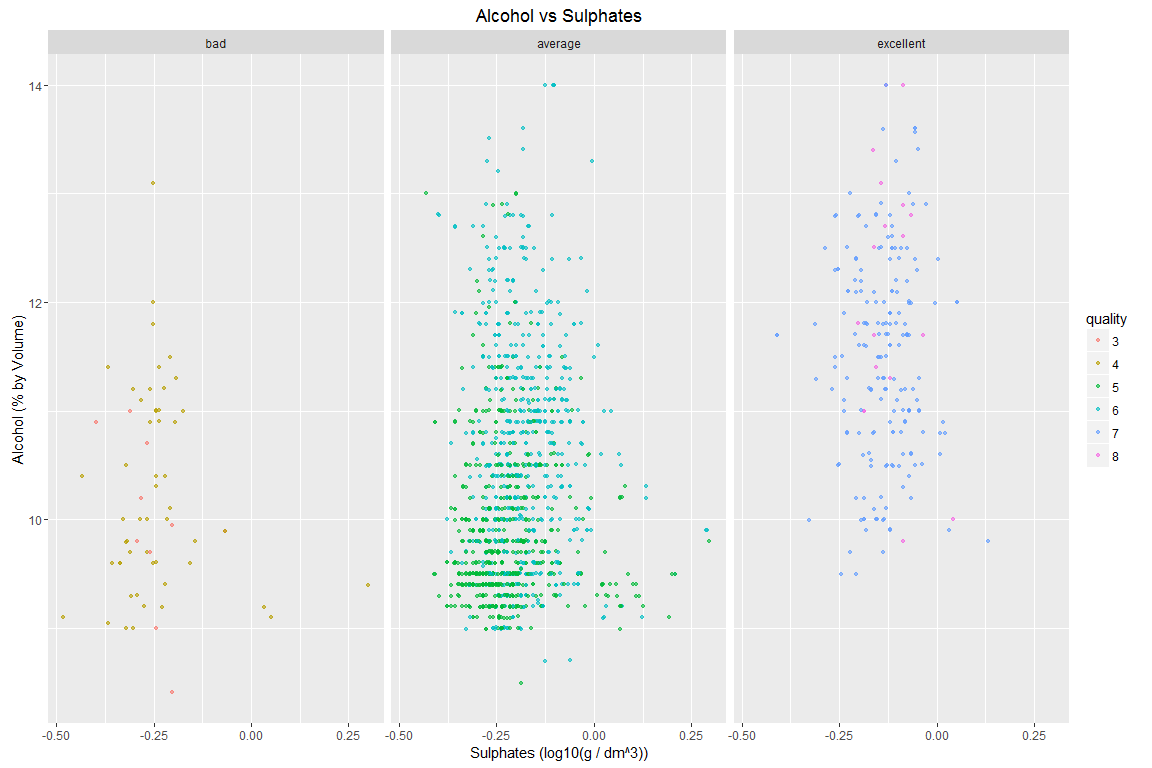 Alcohol vs Sulphates
bad average excellent
14
12
10
Alcohol (% by Volume)
-0.50 -0.25 0.00 0.25 -0.50 -0.25 0.00 0.25 -0.50 -0.25 0.00 0.25
Sulphates (log10(g / dm^3))
quality
3
4
5
6
7
8